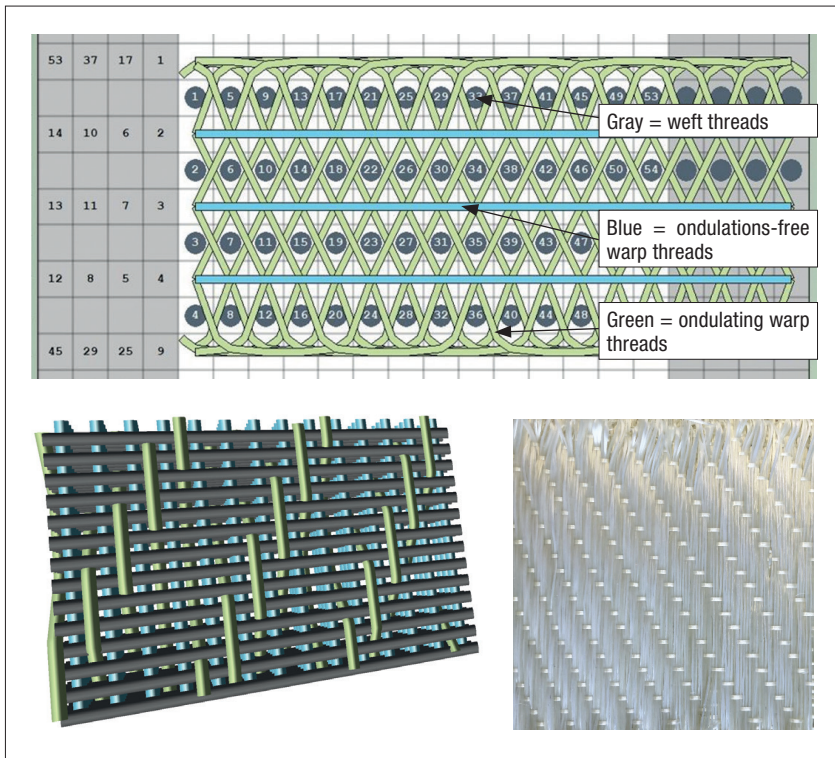 53 37 17 1
1 5 9 13 17 21 25 29 33 37 41 45 49 53
Gray = weft threads
14 10 6 2
2 6 10 14 18 22 26 30 34 38 42 46 50 54
13 11 7 3
Blue = ondulations-free
warp threads
3 7 11 15 19 23 27 31 35 39 43 47
12 8 5 4
4 8 12 16 20 24 28 32 36 40 44 48
Green = ondulating warp
threads
45 29 25 9